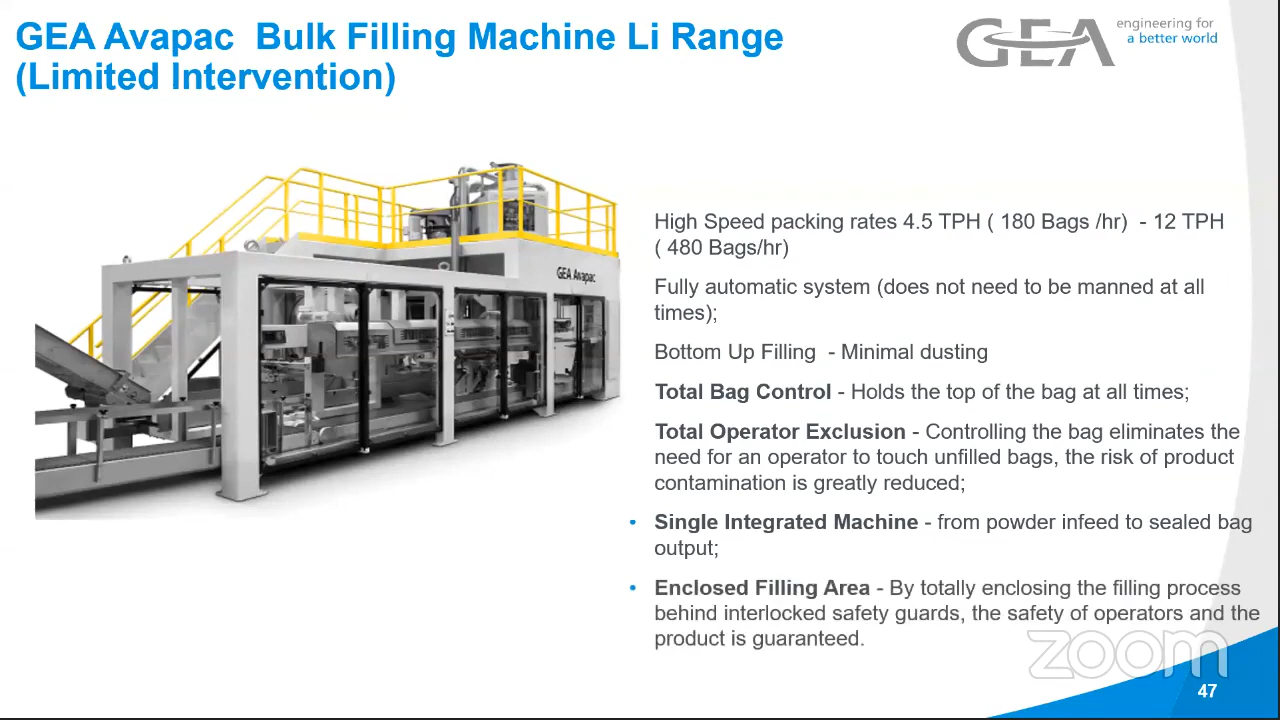 GEA Avapac Bulk Filling Machine Li Range
(Limited Intervention)
GEA
engineering for
a better world
GEA Avapac
High Speed packing rates 4.5 TPH ( 180 Bags /hr) - 12 TPH
( 480 Bags/hr)
Fully automatic system (does not need to be manned at all
times);
Bottom Up Filling - Minimal dusting
Total Bag Control - Holds the top of the bag at all times;
Total Operator Exclusion - Controlling the bag eliminates the
need for an operator to touch unfilled bags, the risk of product
contamination is greatly reduced;
• Single Integrated Machine - from powder infeed to sealed bag
output;
• Enclosed Filling Area - By totally enclosing the filling process
behind interlocked safety guards, the safety of operators and the
product is guaranteed.
zoom
47